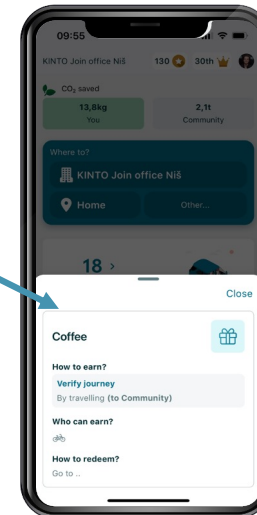 09:55
KINTO Join office Niš 130 30th
CO₂ saved
13,8kg
You
2,1t
Community
Where to?
KINTO Join office Niš
Home
Other...
18 >
Close
Coffee
How to earn?
Verify journey
By travelling (to Community)
Who can earn?
How to redeem?
Go to ..